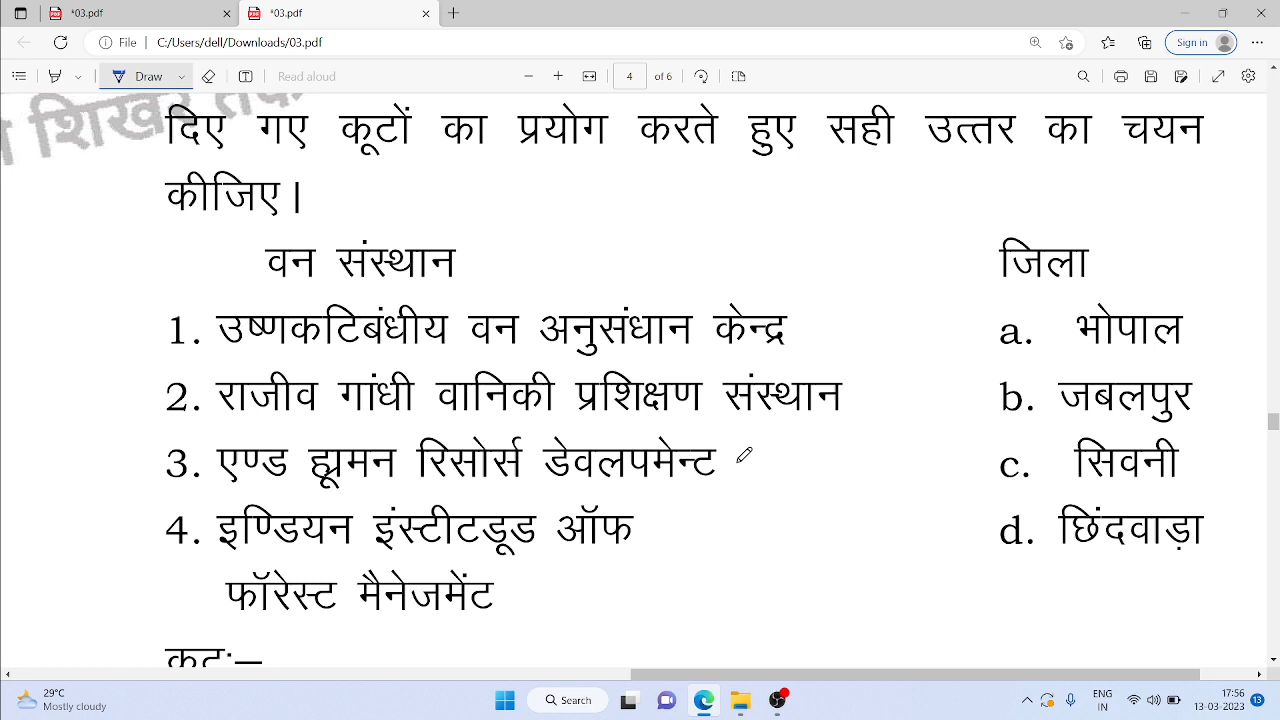 *03.pdf *03.pdf
File C:/Users/dell/Downloads/03.pdf Sign in
Draw Read aloud 4 of 6
शिखर तक
दिए गए कूटों का प्रयोग करते हुए सही उत्तर का चयन
कीजिए।
वन संस्थान जिला
1. उष्णकटिबंधीय वन अनुसंधान केन्द्र a. भोपाल
2. राजीव गांधी वानिकी प्रशिक्षण संस्थान b. जबलपुर
3. एण्ड ह्यूमन रिसोर्स डेवलपमेन्ट c. सिवनी
4. इण्डियन इंस्टीटडूड ऑफ d. छिंदवाड़ा
फॉरेस्ट मैनेजमेंट
कूटः–
29°C Mostly cloudy Search ENG IN 17:56 13-03-2023 13